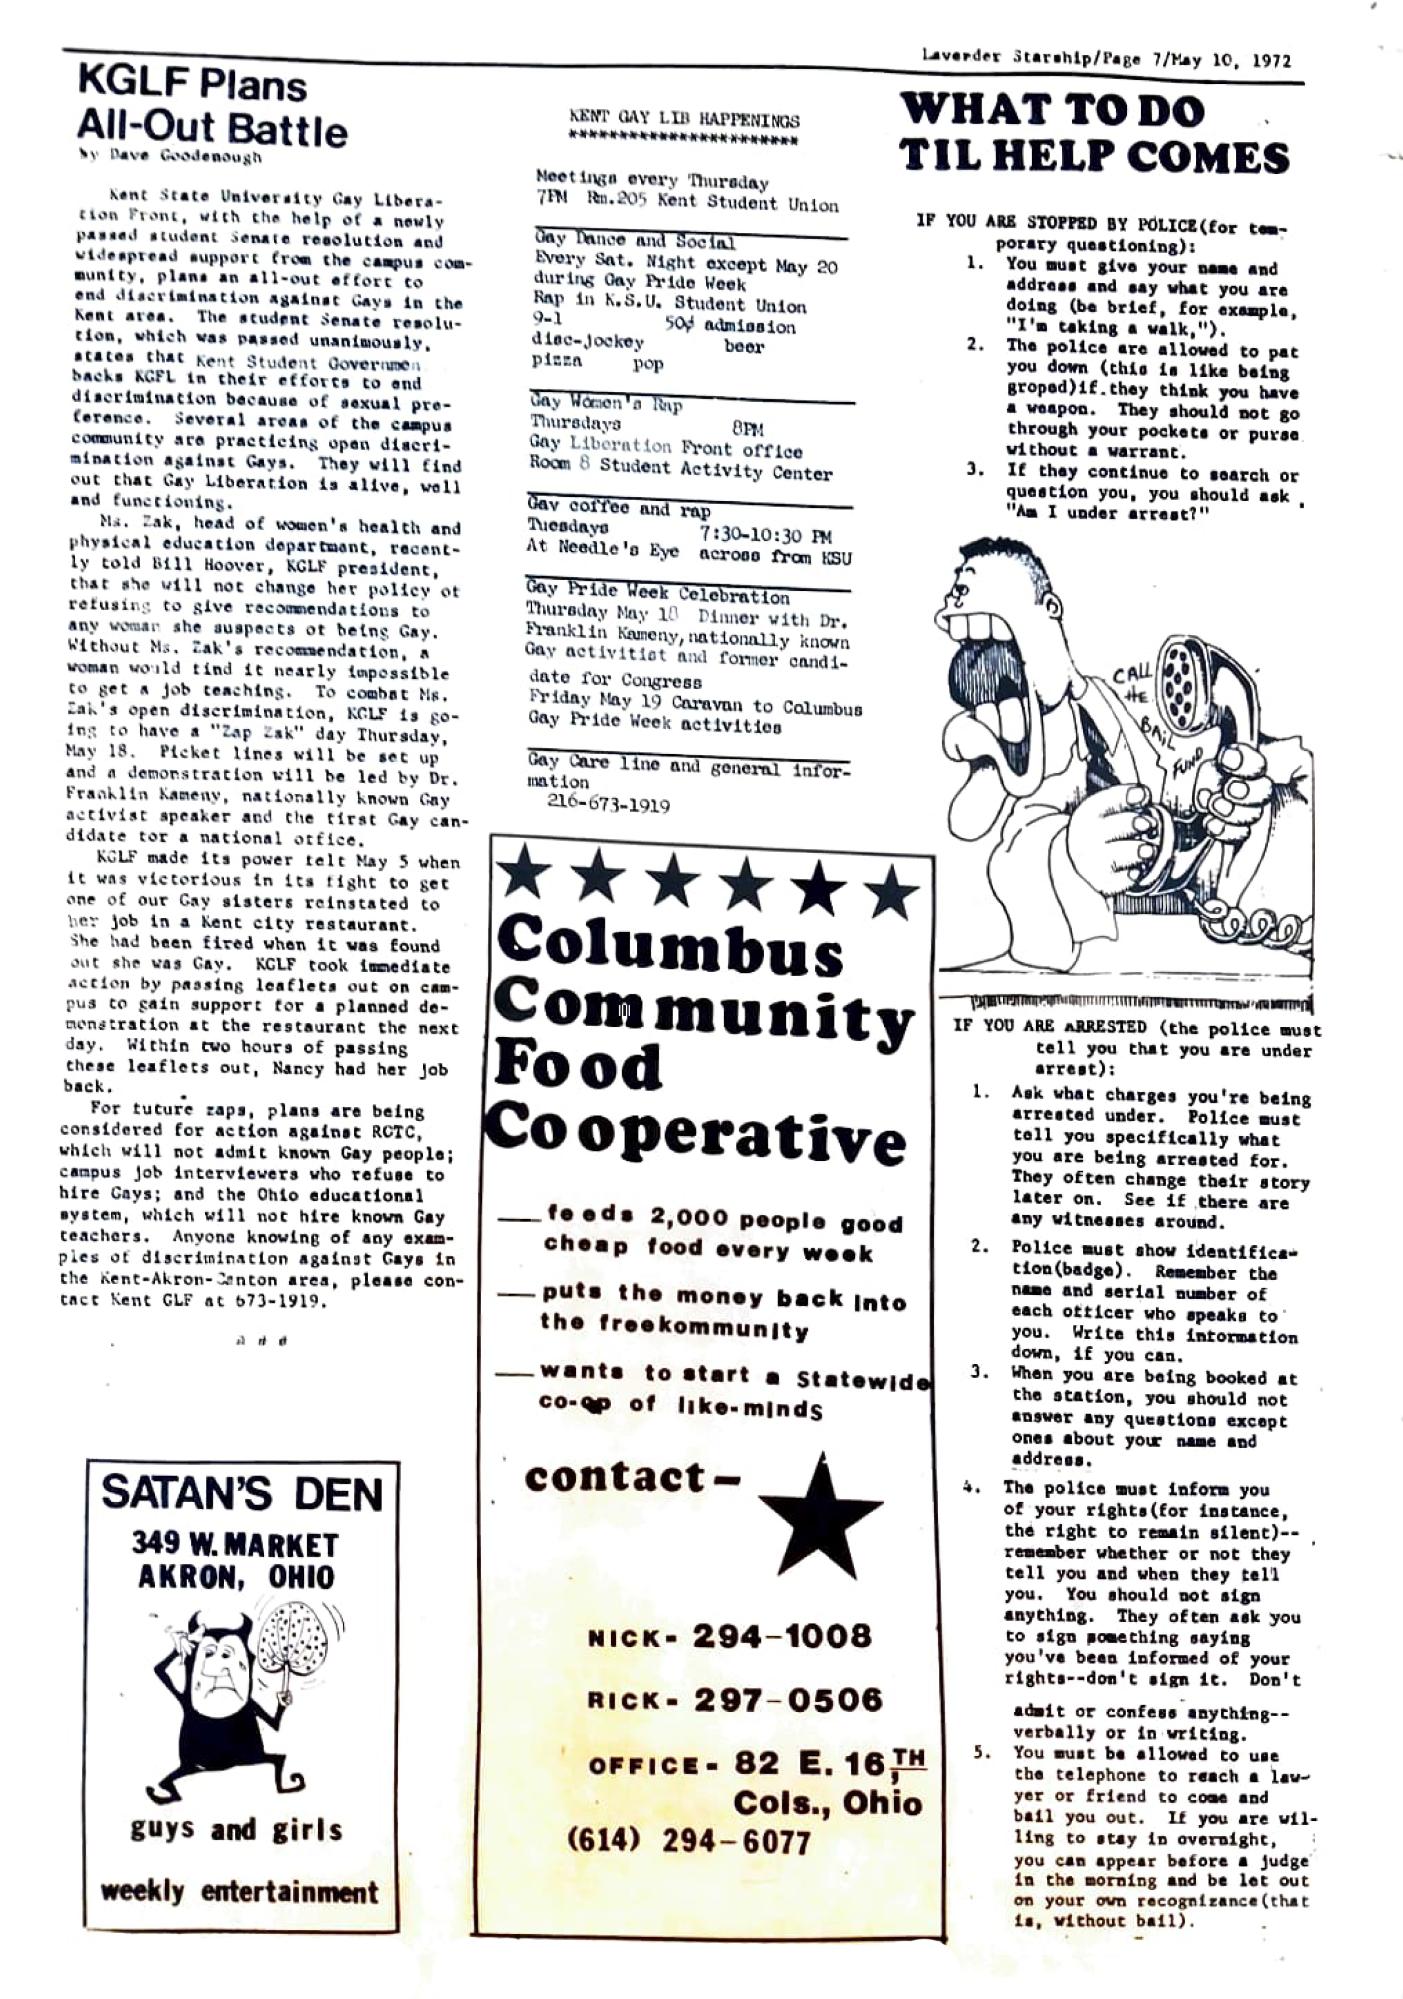 Lavender Starship/Page 7/May 10, 1972
KGLF Plans
All-Out Battle
by Dave Goodenough
Kent State University Gay Libera-
tion Front, with the help of a newly
passed student Senate resolution and
widespread support from the campus com-
munity, plans an all-out effort to
end discrimination against Gays in the
Kent area. The student Senate resolu-
tion, which was passed unanimously,
states that Kent Student Governmen
backs KGFL in their efforts to end
discrimination because of sexual pre-
ference. Several areas of the campus
community are practicing open discri-
mination against Gays. They will find
out that Gay Liberation is alive, well
and functioning.
Ms. Zak, head of women's health and
physical education department, recent-
ly told Bill Hoover, KGLF president,
that she will not change her policy of
refusing to give recommendations to
any woman she suspects of being Gay.
Without Ms. Zak's recommendation, a
woman would find it nearly impossible
to get a job teaching. To combat Ms.
Zak's open discrimination, KGLF is go-
ing to have a "Zap Zak" day Thursday,
May 18. Picket lines will be set up
and a demonstration will be led by Dr.
Franklin Kameny, nationally known Gay
activist speaker and the first Gay can-
didate for a national office.
KGLF made its power felt May 5 when
it was victorious in its fight to get
one of our Gay sisters reinstated to
her job in a Kent city restaurant.
She had been fired when it was found
out she was Gay. KGLF took immediate
action by passing leaflets out on cam-
pus to gain support for a planned de-
monstration at the restaurant the next
day. Within two hours of passing
these leaflets out, Nancy had her job
back.
For future zaps, plans are being
considered for action against ROTC,
which will not admit known Gay people;
campus job interviewers who refuse to
hire Gays; and the Ohio educational
system, which will not hire known Gay
teachers. Anyone knowing of any exam-
ples of discrimination against Gays in
the Kent-Akron-Canton area, please con-
tact Kent GLF at 673-1919.
# # #
SATAN'S DEN
349 W. MARKET
AKRON, OHIO
guys and girls
weekly entertainment
KENT GAY LIB HAPPENINGS
***********************
Meetings every Thursday
7PM Rm.205 Kent Student Union
Gay Dance and Social
Every Sat. Night except May 20
during Gay Pride Week
Rap in K.S.U. Student Union
9-1 50¢ admission
disc-jockey beer
pizza pop
Gay Women's Rap
Thursdays 8PM
Gay Liberation Front office
Room 8 Student Activity Center
Gay coffee and rap
Tuesdays 7:30-10:30 PM
At Needle's Eye across from KSU
Gay Pride Week Celebration
Thursday May 18 Dinner with Dr.
Franklin Kameny,nationally known
Gay activitist and former candi-
date for Congress
Friday May 19 Caravan to Columbus
Gay Pride Week activities
Gay Care line and general infor-
mation
216-673-1919
Columbus
Community
Food
Cooperative
feeds 2,000 people good
cheap food every week
puts the money back into
the freekommunity
wants to start a Statewide
co-op of like-minds
contact-
NICK- 294-1008
RICK- 297-0506
OFFICE- 82 E. 16TH,
Cols., Ohio
(614) 294-6077
WHAT TO DO
TIL HELP COMES
IF YOU ARE STOPPED BY POLICE(for tem-
porary questioning):
1. You must give your name and
address and say what you are
doing (be brief, for example,
"I'm taking a walk,").
2. The police are allowed to pat
you down (this is like being
groped)if they think you have
a weapon. They should not go
through your pockets or purse
without a warrant.
3. If they continue to search or
question you, you should ask
"Am I under arrest?"
CALL
tHE
BAiL
FUND
IF YOU ARE ARRESTED (the police must
tell you that you are under
arrest):
1. Ask what charges you're being
arrested under. Police must
tell you specifically what
you are being arrested for.
They often change their story
later on. See if there are
any witnesses around.
2. Police must show identifica-
tion(badge). Remember the
name and serial number of
each officer who speaks to
you. Write this information
down, if you can.
3. When you are being booked at
the station, you should not
answer any questions except
ones about your name and
address.
4. The police must inform you
of your rights(for instance,
the right to remain silent)--
remember whether or not they
tell you and when they tell
you. You should not sign
anything. They often ask you
to sign something saying
you've been informed of your
rights--don't sign it. Don't
admit or confess anything--
verbally or in writing.
5. You must be allowed to use
the telephone to reach a law-
yer or friend to come and
bail you out. If you are wil-
ling to stay in overnight,
you can appear before a judge
in the morning and be let out
on your own recognizance(that
is, without bail).